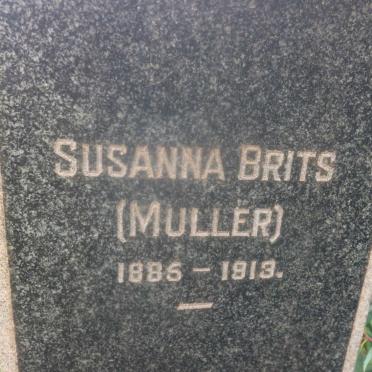 SUSANNA BRITS
(MULLER)
1886 – 1913.